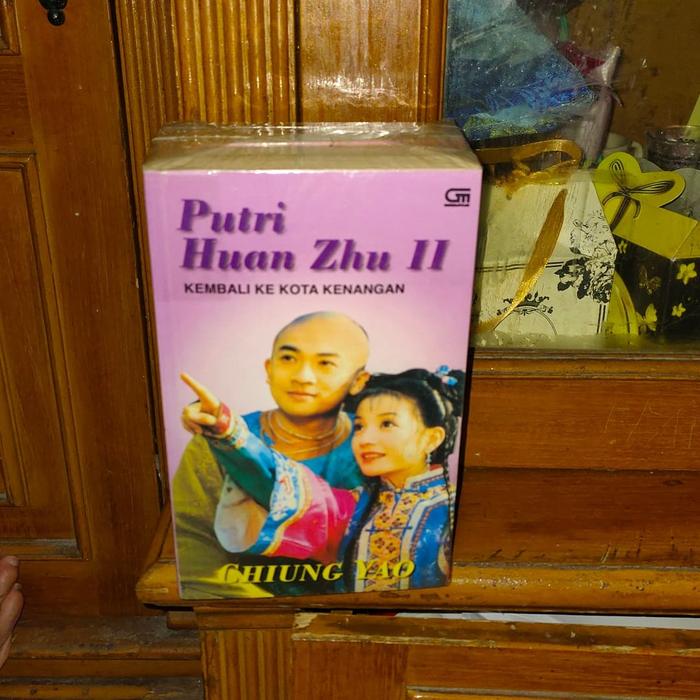 Putri
Huan Zhu II
KEMBALI KE KOTA KENANGAN
CHIUNG YAO